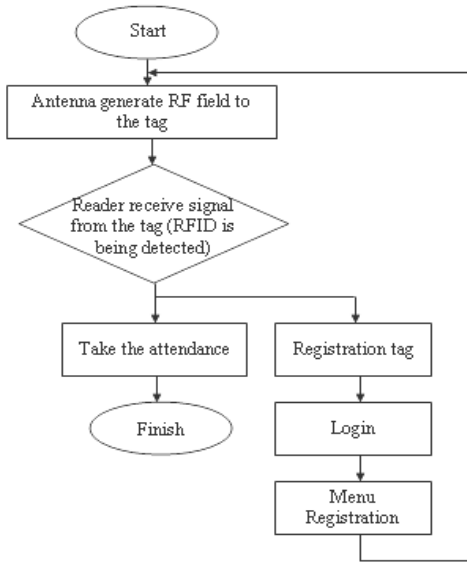 Start
Antenna generate RF field to
the tag
Reader receive signal
from the tag (RFID is
being detected)
Take the attendance
Registration tag
Finish
Login
Menu
Registration